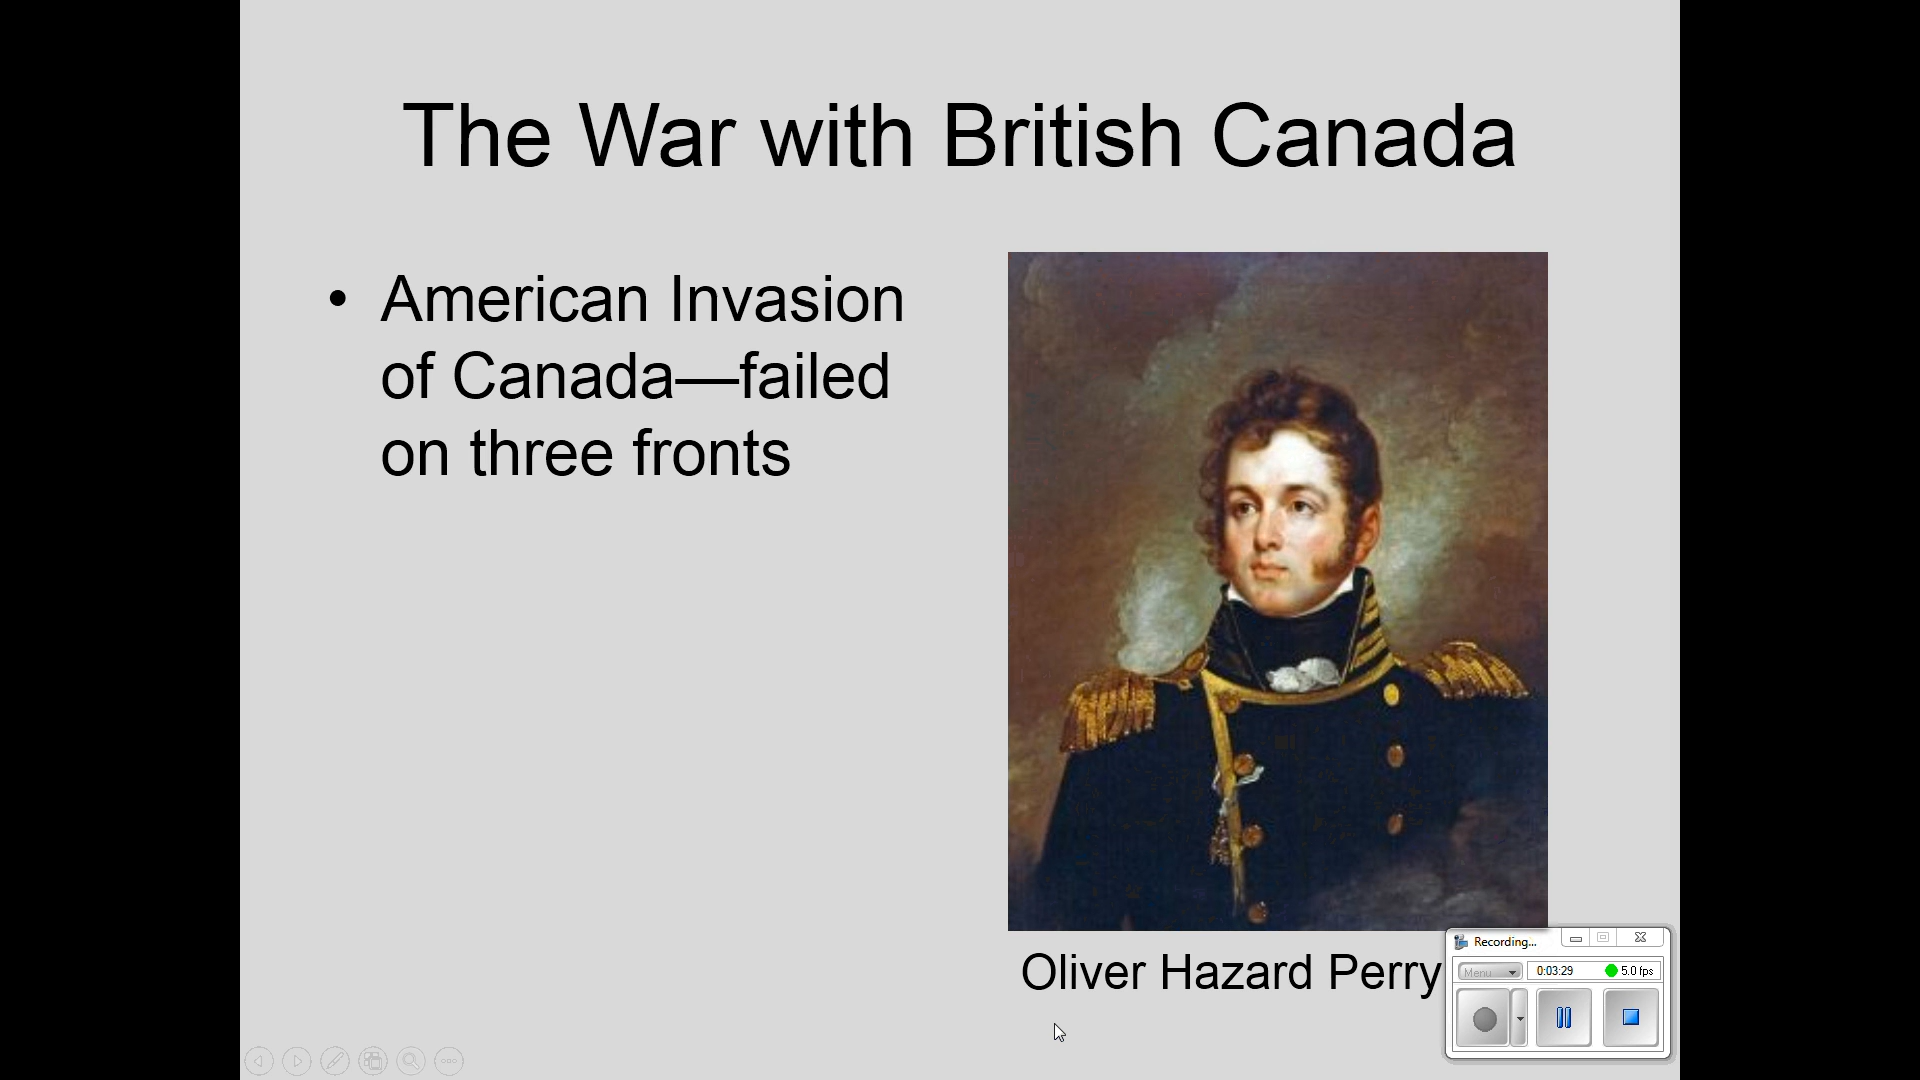 The War with British Canada
• American Invasion
of Canada—failed
on three fronts
Oliver Hazard Perry
Recording...
Menu
0:03:29
5.0 fps